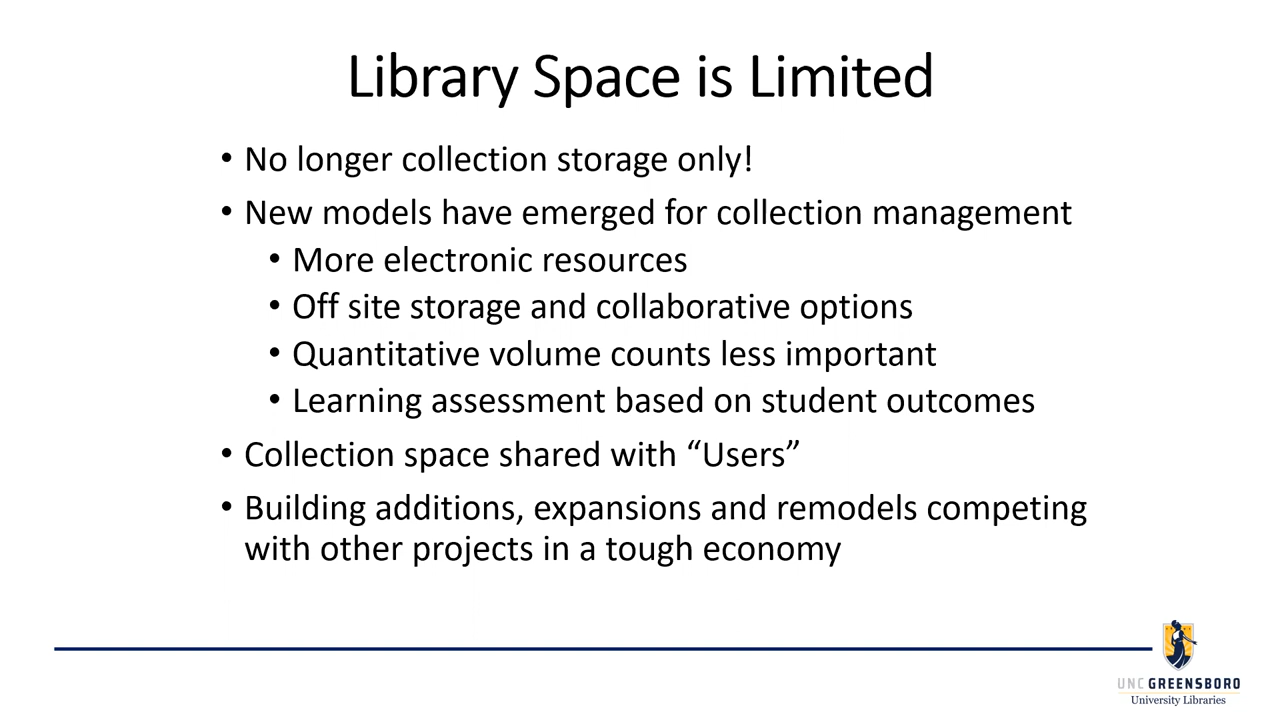 Library Space is Limited
• No longer collection storage only!
• New models have emerged for collection management
• More electronic resources
• Off site storage and collaborative options
• Quantitative volume counts less important
• Learning assessment based on student outcomes
• Collection space shared with “Users”
• Building additions, expansions and remodels competing
with other projects in a tough economy
UNC GREENSBORO
University Libraries